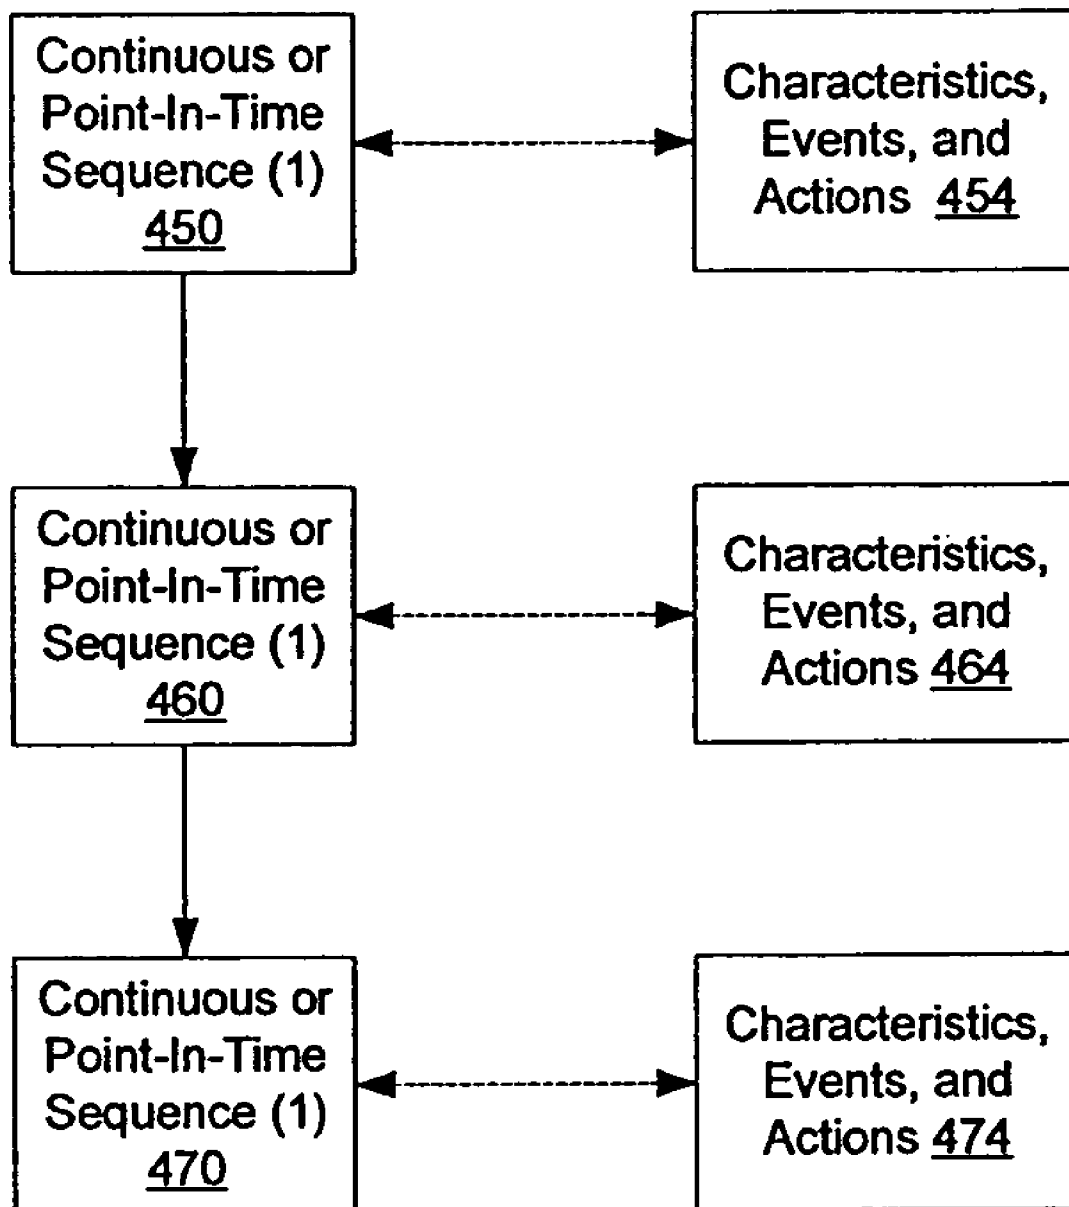 Continuous or
Point-In-Time
Sequence (1)
450
Characteristics,
Events, and
Actions 454
Continuous or
Point-In-Time
Sequence (1)
460
Characteristics,
Events, and
Actions 464
Continuous or
Point-In-Time
Sequence (1)
470
Characteristics,
Events, and
Actions 474